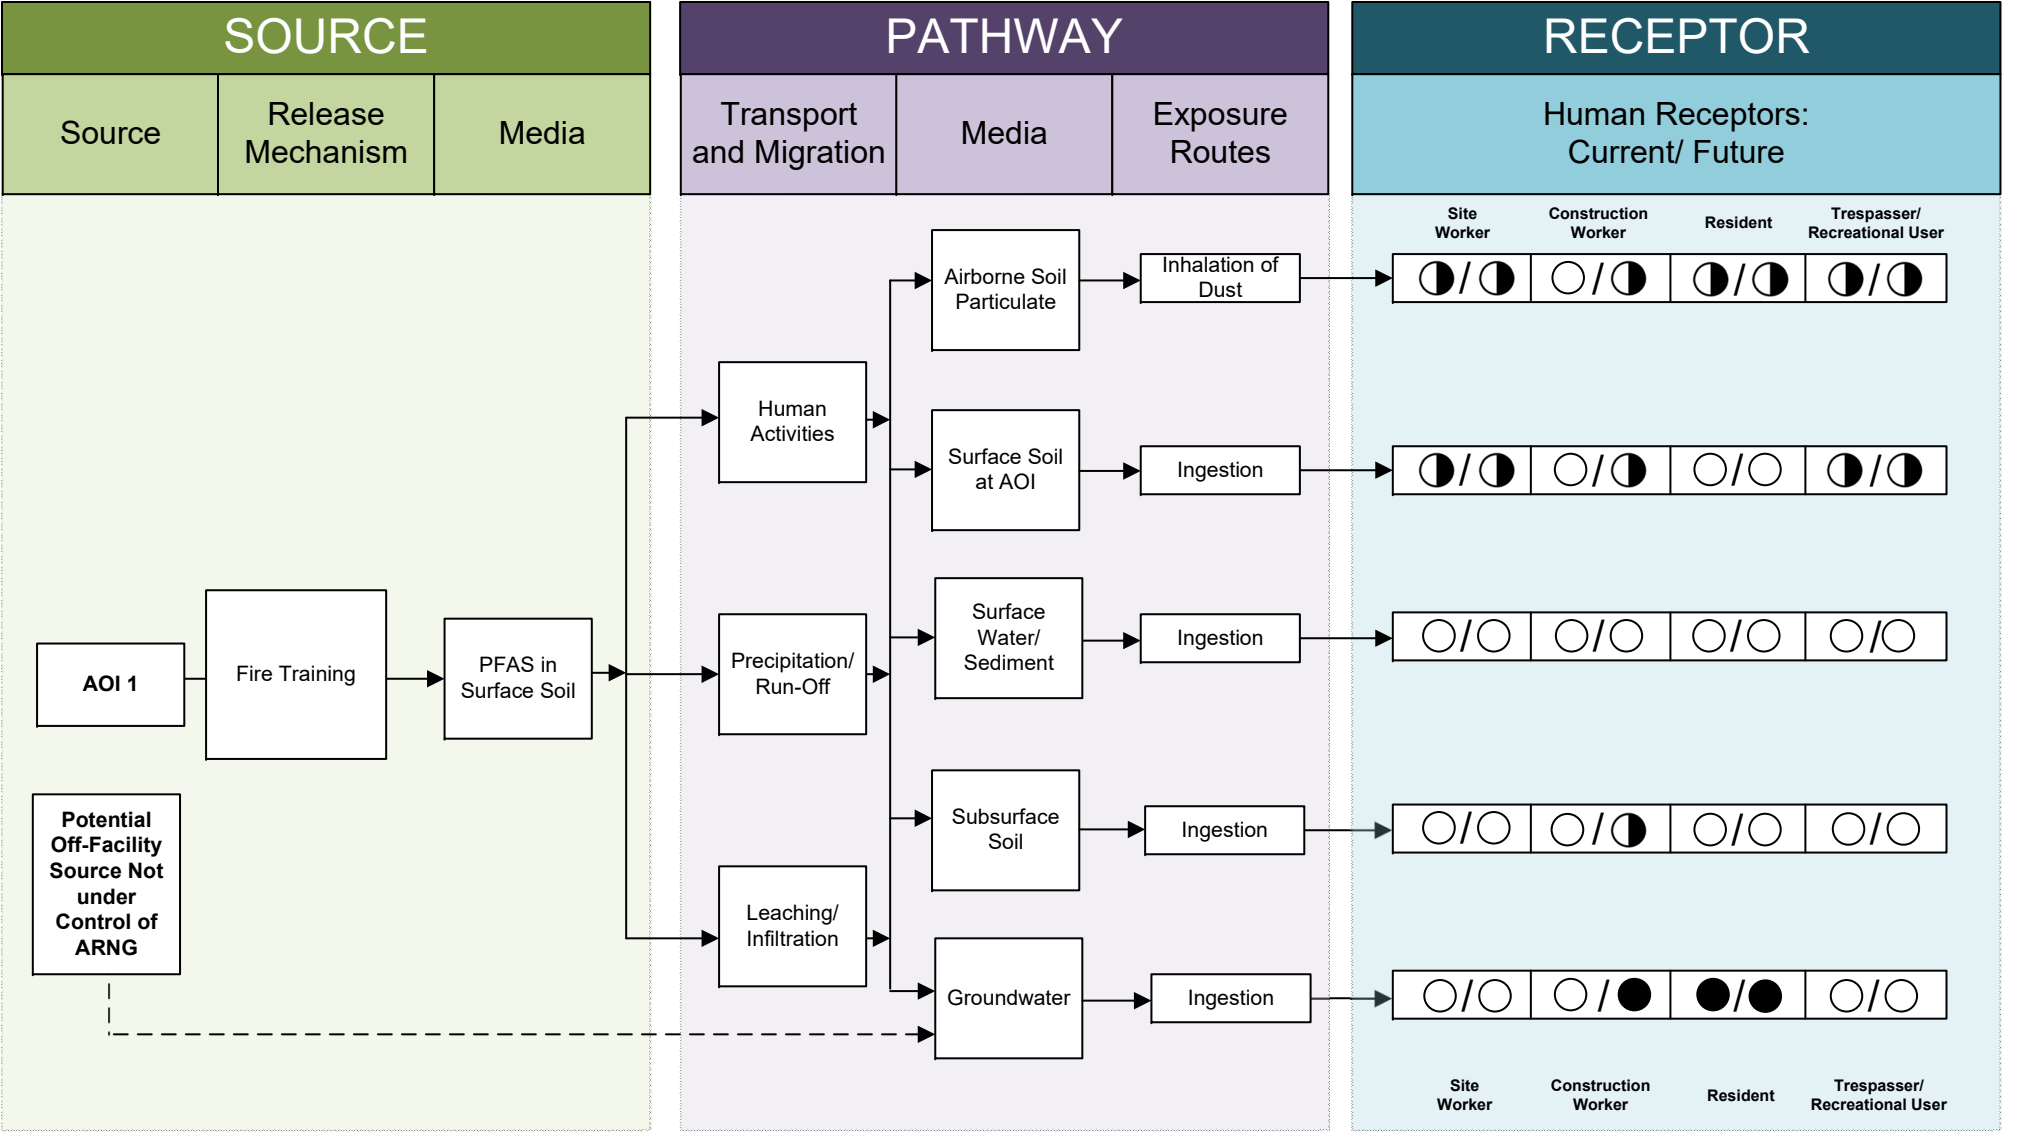 SOURCE
PATHWAY
RECEPTOR
Source
Release
Mechanism
Media
Transport
and Migration
Media
Exposure
Routes
Human Receptors:
Current/ Future
Site
Worker
Construction
Worker
Resident
Trespasser/
Recreational User
Airborne Soil
Particulate
Inhalation of
Dust
/
/
/
/
Human
Activities
Surface Soil
at AOI
Ingestion
/
/
/
/
AOI 1
Fire Training
PFAS in
Surface Soil
Precipitation/
Run-Off
Surface
Water/
Sediment
Ingestion
/
/
/
/
Potential
Off-Facility
Source Not
under
Control of
ARNG
Subsurface
Soil
Ingestion
/
/
/
/
Leaching/
Infiltration
Groundwater
Ingestion
/
/
/
/
Site
Worker
Construction
Worker
Resident
Trespasser/
Recreational User